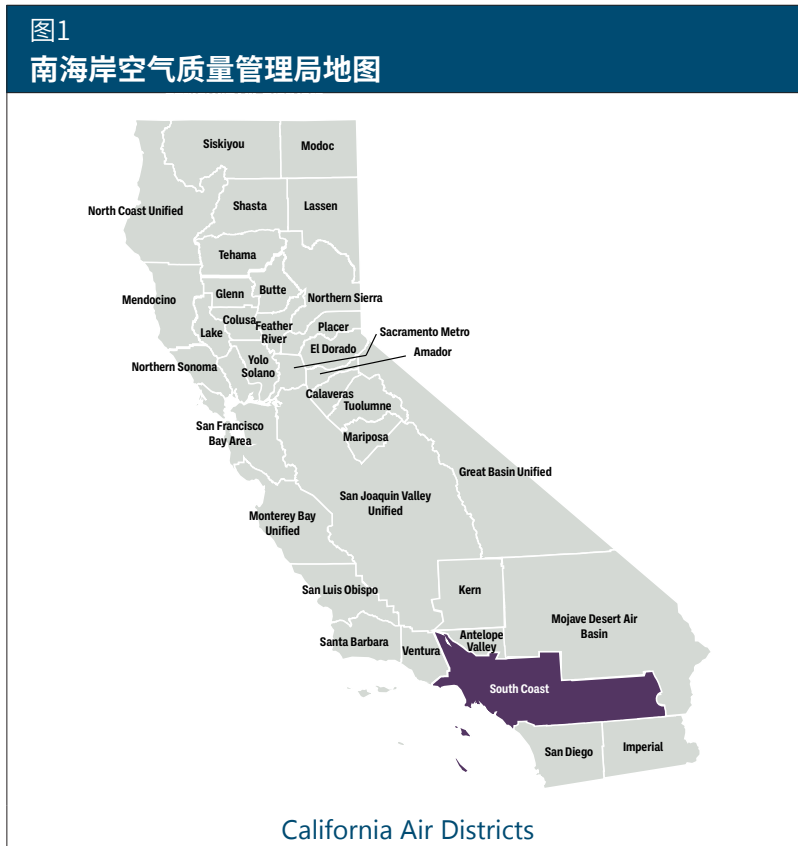 图1
南海岸空气质量管理局地图
Siskiyou
Modoc
North Coast Unified
Shasta
Lassen
Tehama
Mendocino
Glenn
Butte
Northern Sierra
Lake
Colusa
Feather
River
Placer
Sacramento Metro
El Dorado
Amador
Northern Sonoma
Yolo
Solano
Calaveras
Tuolumne
San Francisco
Bay Area
Mariposa
Great Basin Unified
San Joaquin Valley
Unified
Monterey Bay
Unified
San Luis Obispo
Kern
Mojave Desert Air
Basin
Santa Barbara
Ventura
Antelope
Valley
South Coast
San Diego
Imperial
California Air Districts